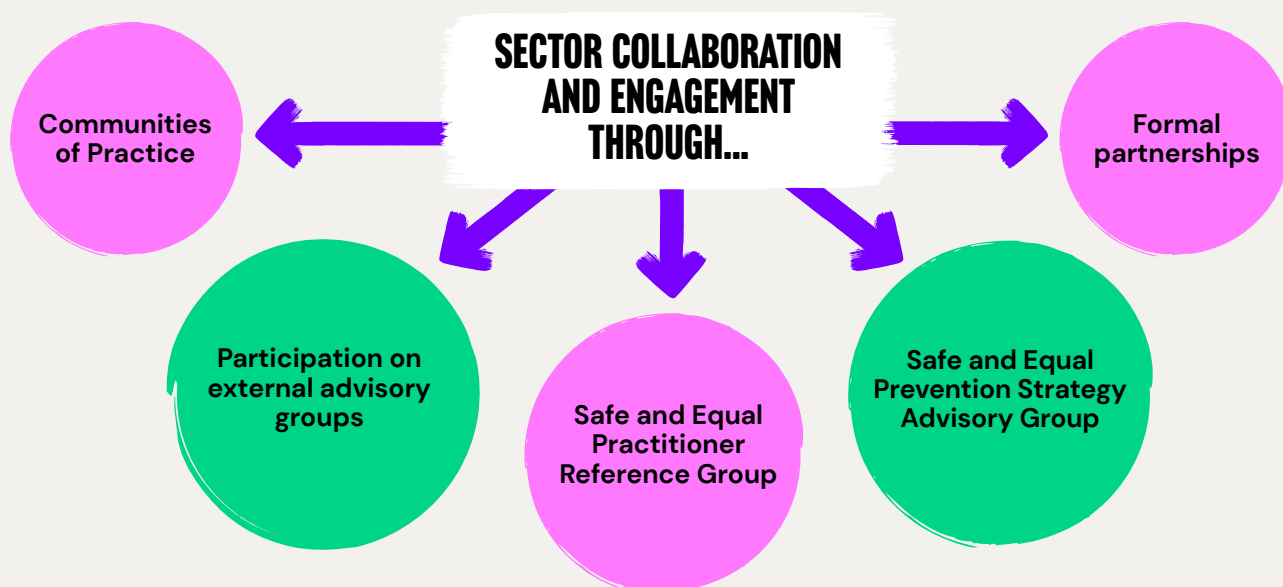 SECTOR COLLABORATION
AND ENGAGEMENT
THROUGH...
Communities
of Practice
Participation on
external advisory
groups
Safe and Equal
Practitioner
Reference Group
Safe and Equal
Prevention Strategy
Advisory Group
Formal
partnerships